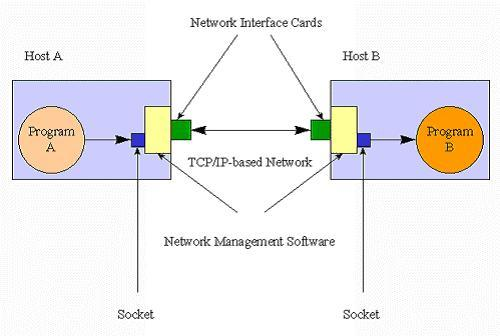 Network Interface Cards
Host A
Host B
Program
A
Program
B
TCP/IP-based Network
Network Management Software
Socket
Socket